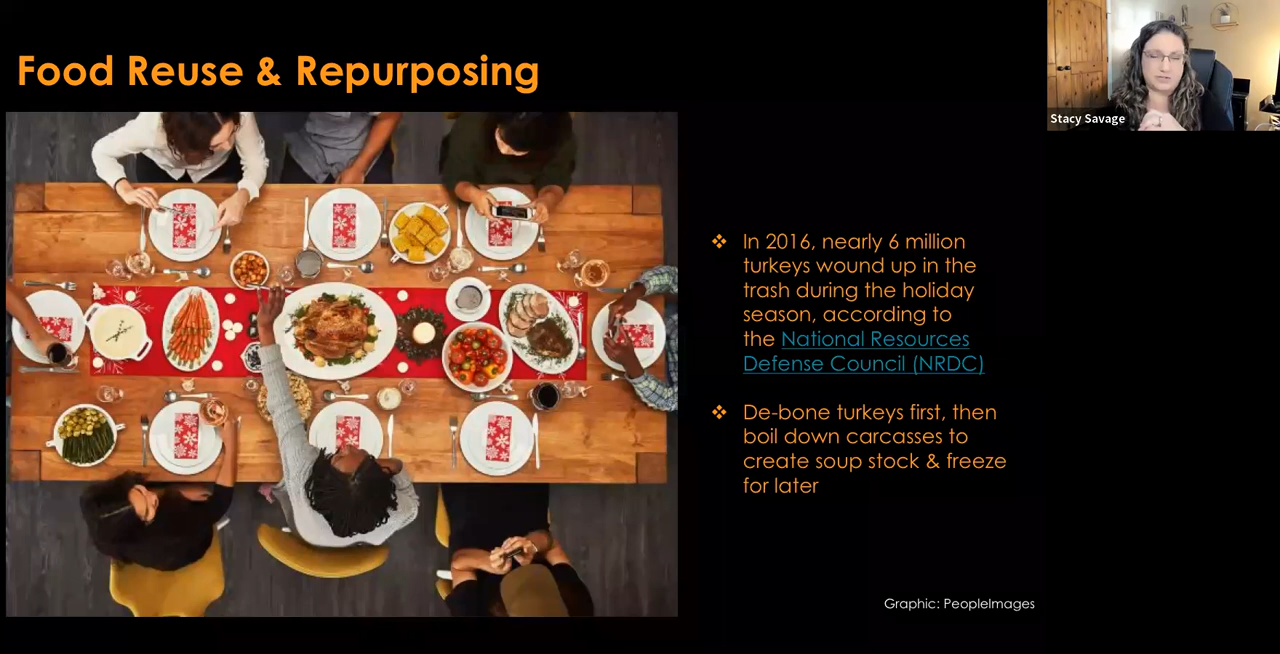 Food Reuse & Repurposing
Stacy Savage
❖ In 2016, nearly 6 million
turkeys wound up in the
trash during the holiday
season, according to
the National Resources
Defense Council (NRDC)
❖ De-bone turkeys first, then
boil down carcasses to
create soup stock & freeze
for later
Graphic: PeopleImages